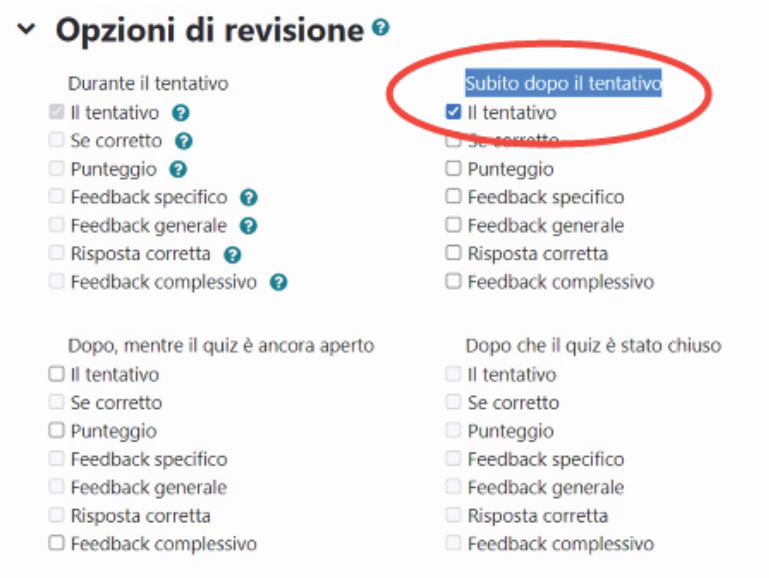 Opzioni di revisione
Durante il tentativo
Il tentativo
Se corretto
Punteggio
Feedback specifico
Feedback generale
Risposta corretta
Feedback complessivo
Subito dopo il tentativo
Il tentativo
Se corretto
Punteggio
Feedback specifico
Feedback generale
Risposta corretta
Feedback complessivo
Dopo, mentre il quiz è ancora aperto
Il tentativo
Se corretto
Punteggio
Feedback specifico
Feedback generale
Risposta corretta
Feedback complessivo
Dopo che il quiz è stato chiuso
Il tentativo
Se corretto
Punteggio
Feedback specifico
Feedback generale
Risposta corretta
Feedback complessivo